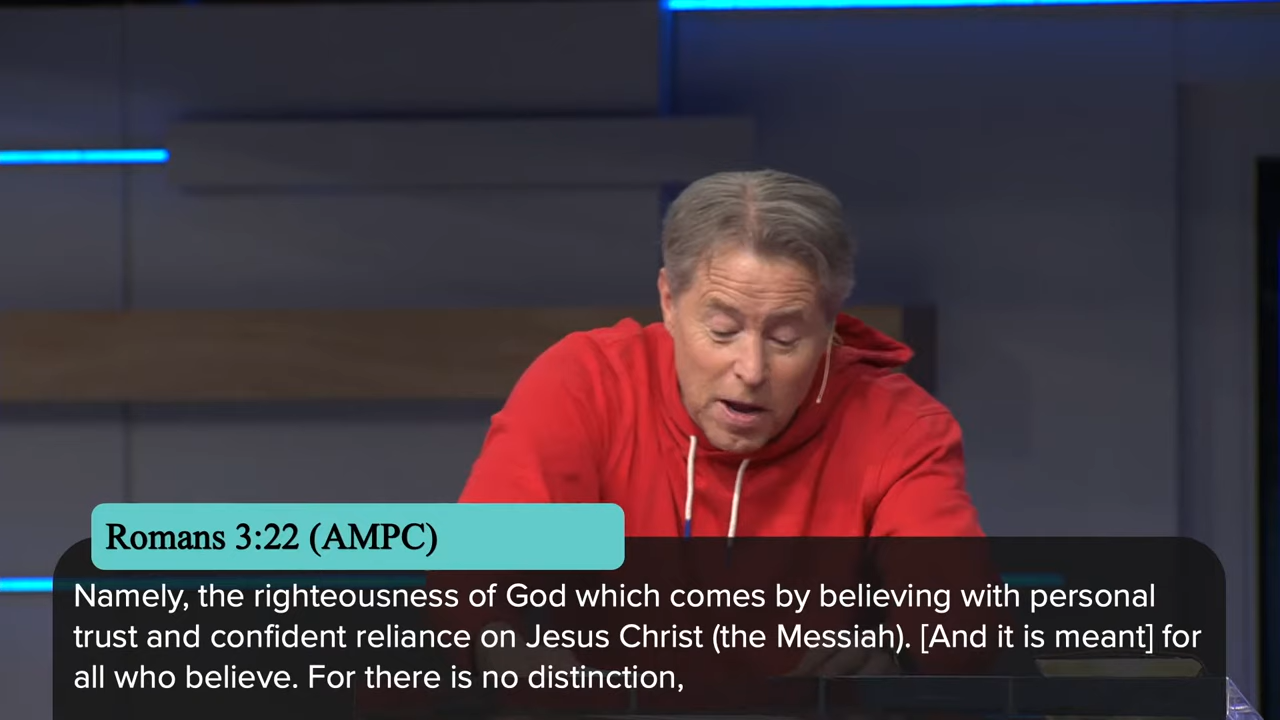 Romans 3:22 (AMPC)
Namely, the righteousness of God which comes by believing with personal
trust and confident reliance on Jesus Christ (the Messiah). [And it is meant] for
all who believe. For there is no distinction,